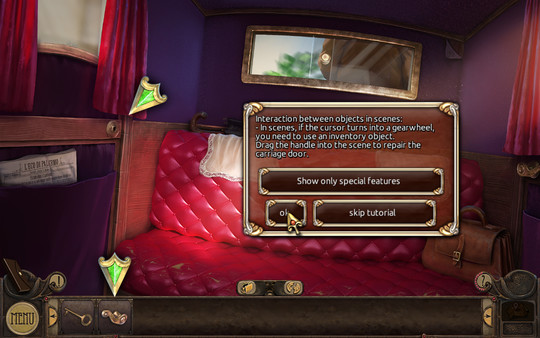 Interaction between objects in scenes.
- In scenes, if the cursor turns into a gearwheel,
you need to use an inventory object.
Drag the handle into the scene to repair the
carriage door.
Show only special features
skip tutorial
MENU